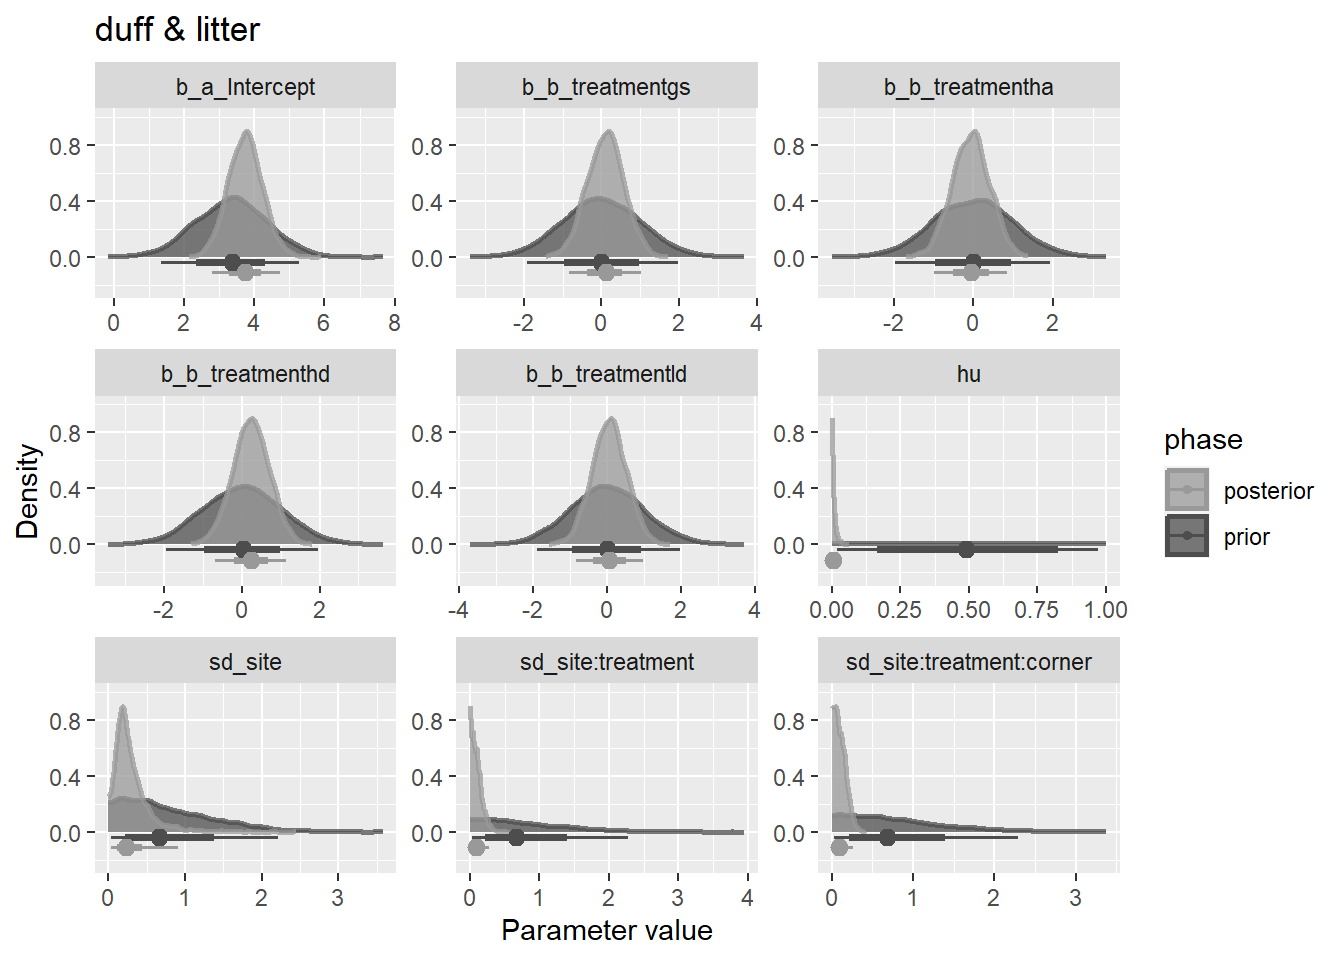 duff & litter
b_a_Intercept b_b_treatmentgs b_b_treatmentha
0.8 0.8 0.8
0.4 0.4 0.4
0.0 0.0 0.0
0 2 4 6 8 -2 0 2 4 -2 0 2
b_b_treatmenthd b_b_treatmentld hu
0.8 0.8 0.8
0.4 0.4 0.4
0.0 0.0 0.0
-2 0 2 -4 -2 0 2 4 0.00 0.25 0.50 0.75 1.00
sd_site sd_site:treatment sd_site:treatment:corner
0.8 0.8 0.8
0.4 0.4 0.4
0.0 0.0 0.0
0 1 2 3 0 1 2 3 4 0 1 2 3
Parameter value
Density
phase
posterior
prior